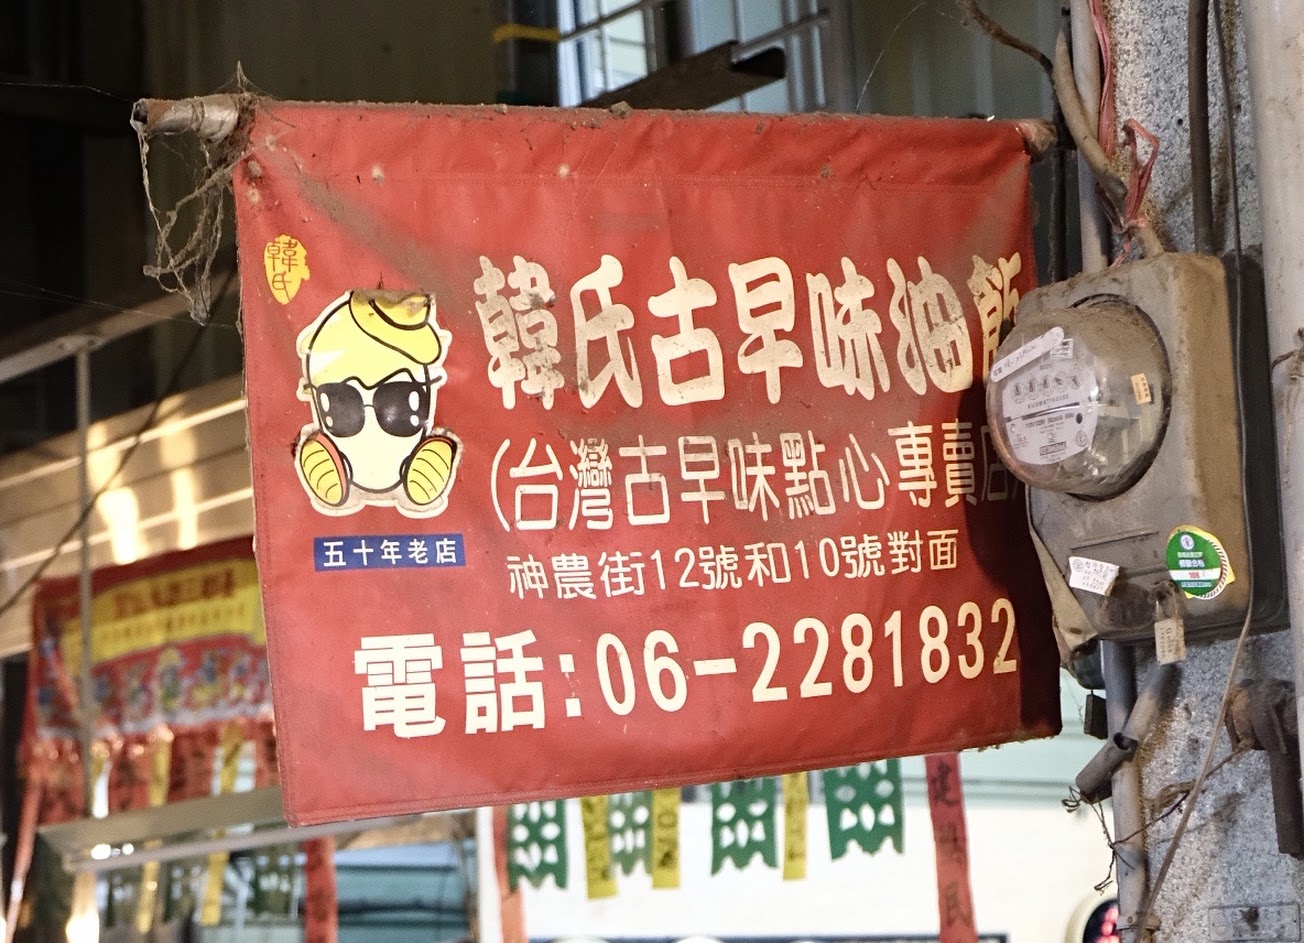 韓氏
韓氏古早味油飯
(台灣古早味點心專賣店)
五十年老店
神農街12號和10號對面
電話:06-2281832